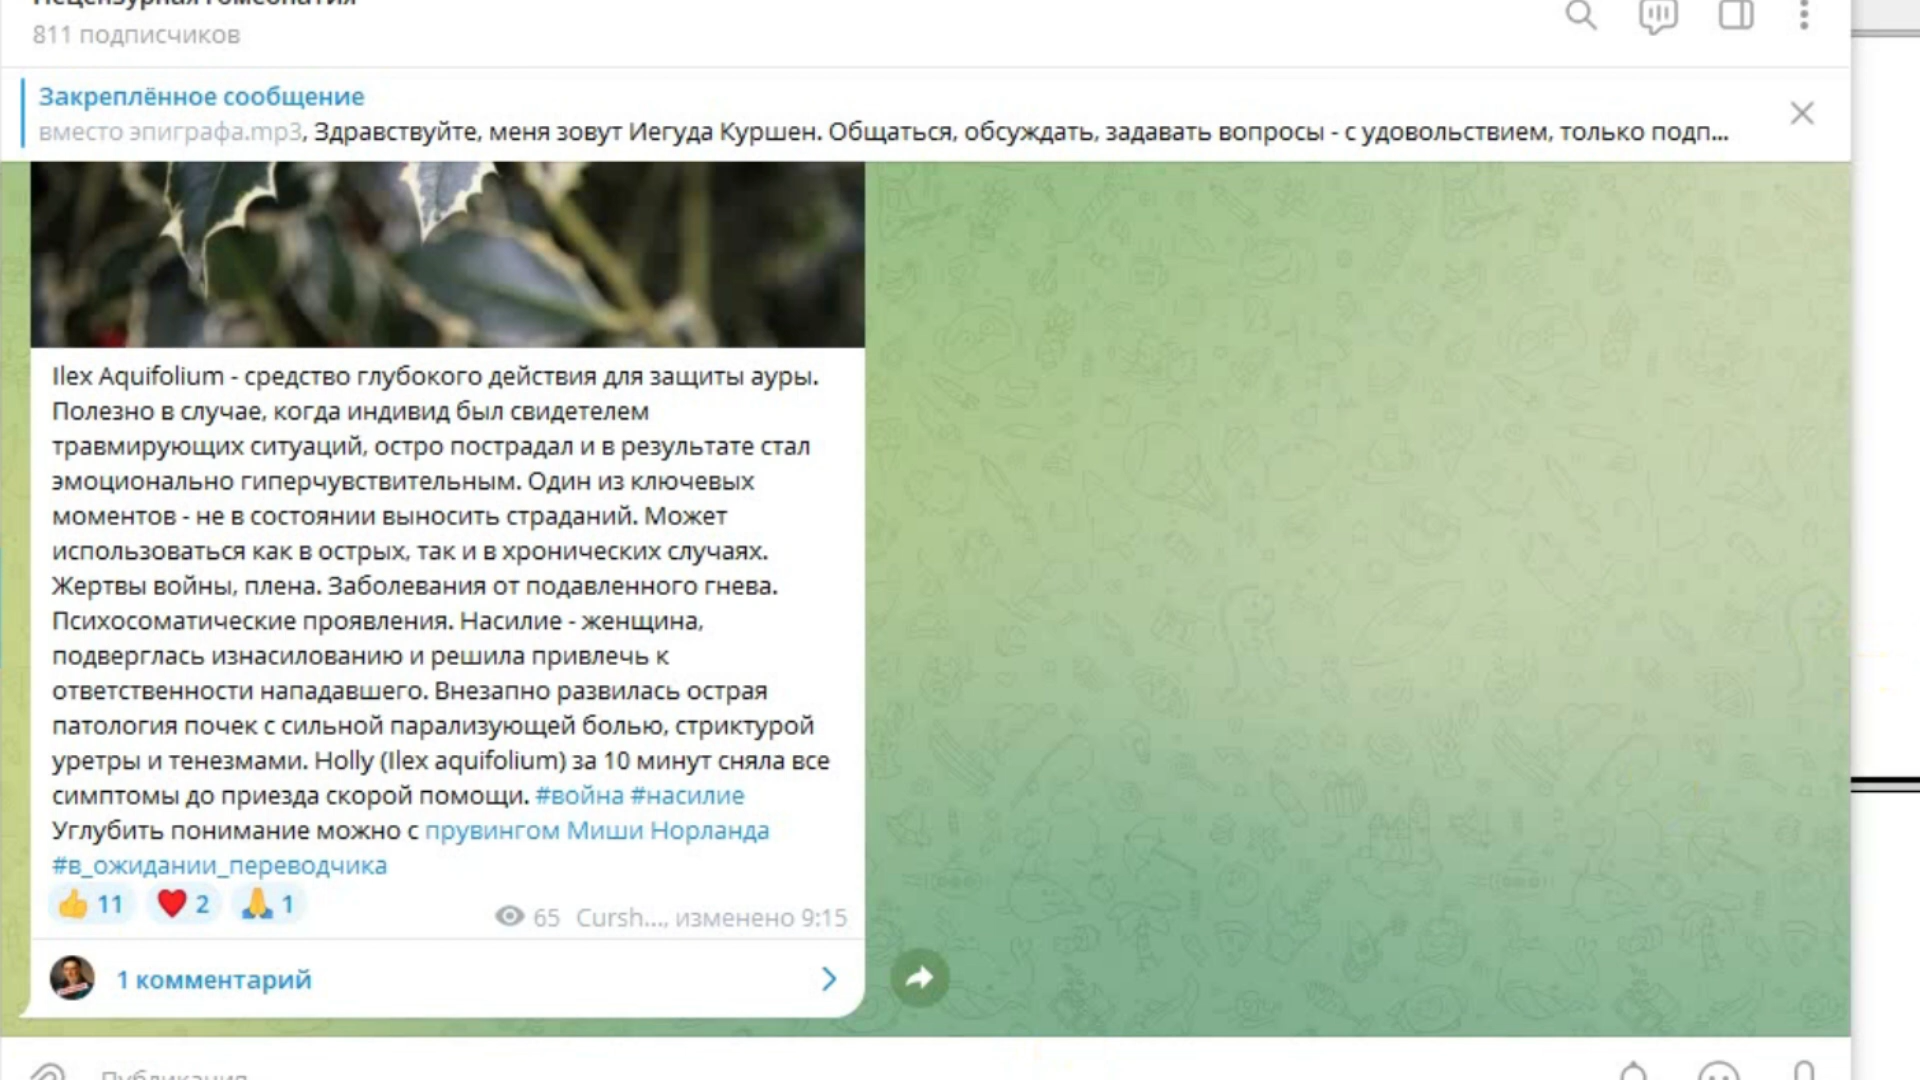 Нецензурная гомеопатия
811 подписчиков
Закреплённое сообщение
вместо эпиграфа.mp3, Здравствуйте, меня зовут Иегуда Куршен. Общаться, обсуждать, задавать вопросы - с удовольствием, только подп...
Ilex Aquifolium - средство глубокого действия для защиты ауры.
Полезно в случае, когда индивид был свидетелем
травмирующих ситуаций, остро пострадал и в результате стал
эмоционально гиперчувствительным. Один из ключевых
моментов - не в состоянии выносить страданий. Может
использоваться как в острых, так и в хронических случаях.
Жертвы войны, плена. Заболевания от подавленного гнева.
Психосоматические проявления. Насилие - женщина,
подверглась изнасилованию и решила привлечь к
ответственности нападавшего. Внезапно развилась острая
патология почек с сильной парализующей болью, стриктурой
уретры и тенезмами. Holly (Ilex aquifolium) за 10 минут сняла все
симптомы до приезда скорой помощи. #война #насилие
Углубить понимание можно с прувингом Миши Норланда
#в_ожидании_переводчика
11 2 1
65 Cursh..., изменено 9:15
1 комментарий
Публикация...